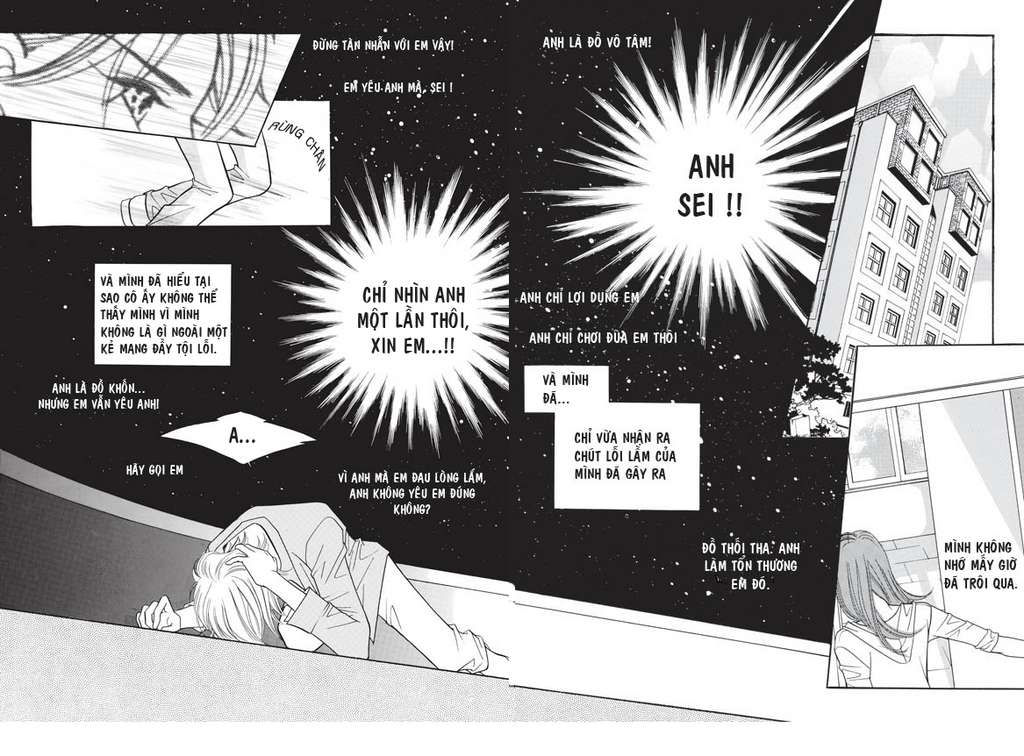 ĐỪNG TÀN NHẪN VỚI EM VẬY!
EM YÊU ANH MÀ, SEI !
RÙNG CHÂN
VÀ MÌNH ĐÃ HIỂU TẠI
SAO CÔ ẤY KHÔNG THỂ
THẤY MÌNH VÌ MÌNH
KHÔNG LÀ GÌ NGOÀI MỘT
KẺ MANG ĐẦY TỘI LỖI.
CHỈ NHÌN ANH
MỘT LẦN THÔI,
XIN EM...!!
ANH LÀ ĐỒ KHỐN...
NHƯNG EM VẪN YÊU ANH!
A...
HÃY GỌI EM
VÌ ANH MÀ EM ĐAU LÒNG LẮM,
ANH KHÔNG YÊU EM ĐÚNG
KHÔNG?
ANH LÀ ĐỒ VÔ TÂM!
ANH
SEI !!
ANH CHỈ LỢI DỤNG EM
ANH CHỈ CHƠI ĐÙA EM THÔI
VÀ MÌNH
ĐÃ...
CHỈ VỪA NHẬN RA
CHÚT LỖI LẦM CỦA
MÌNH ĐÃ GÂY RA
ĐỒ THỐI THA. ANH
LÀM TỔN THƯƠNG
EM ĐÓ.
MÌNH KHÔNG
NHỚ MẤY GIỜ
ĐÃ TRÔI QUA.